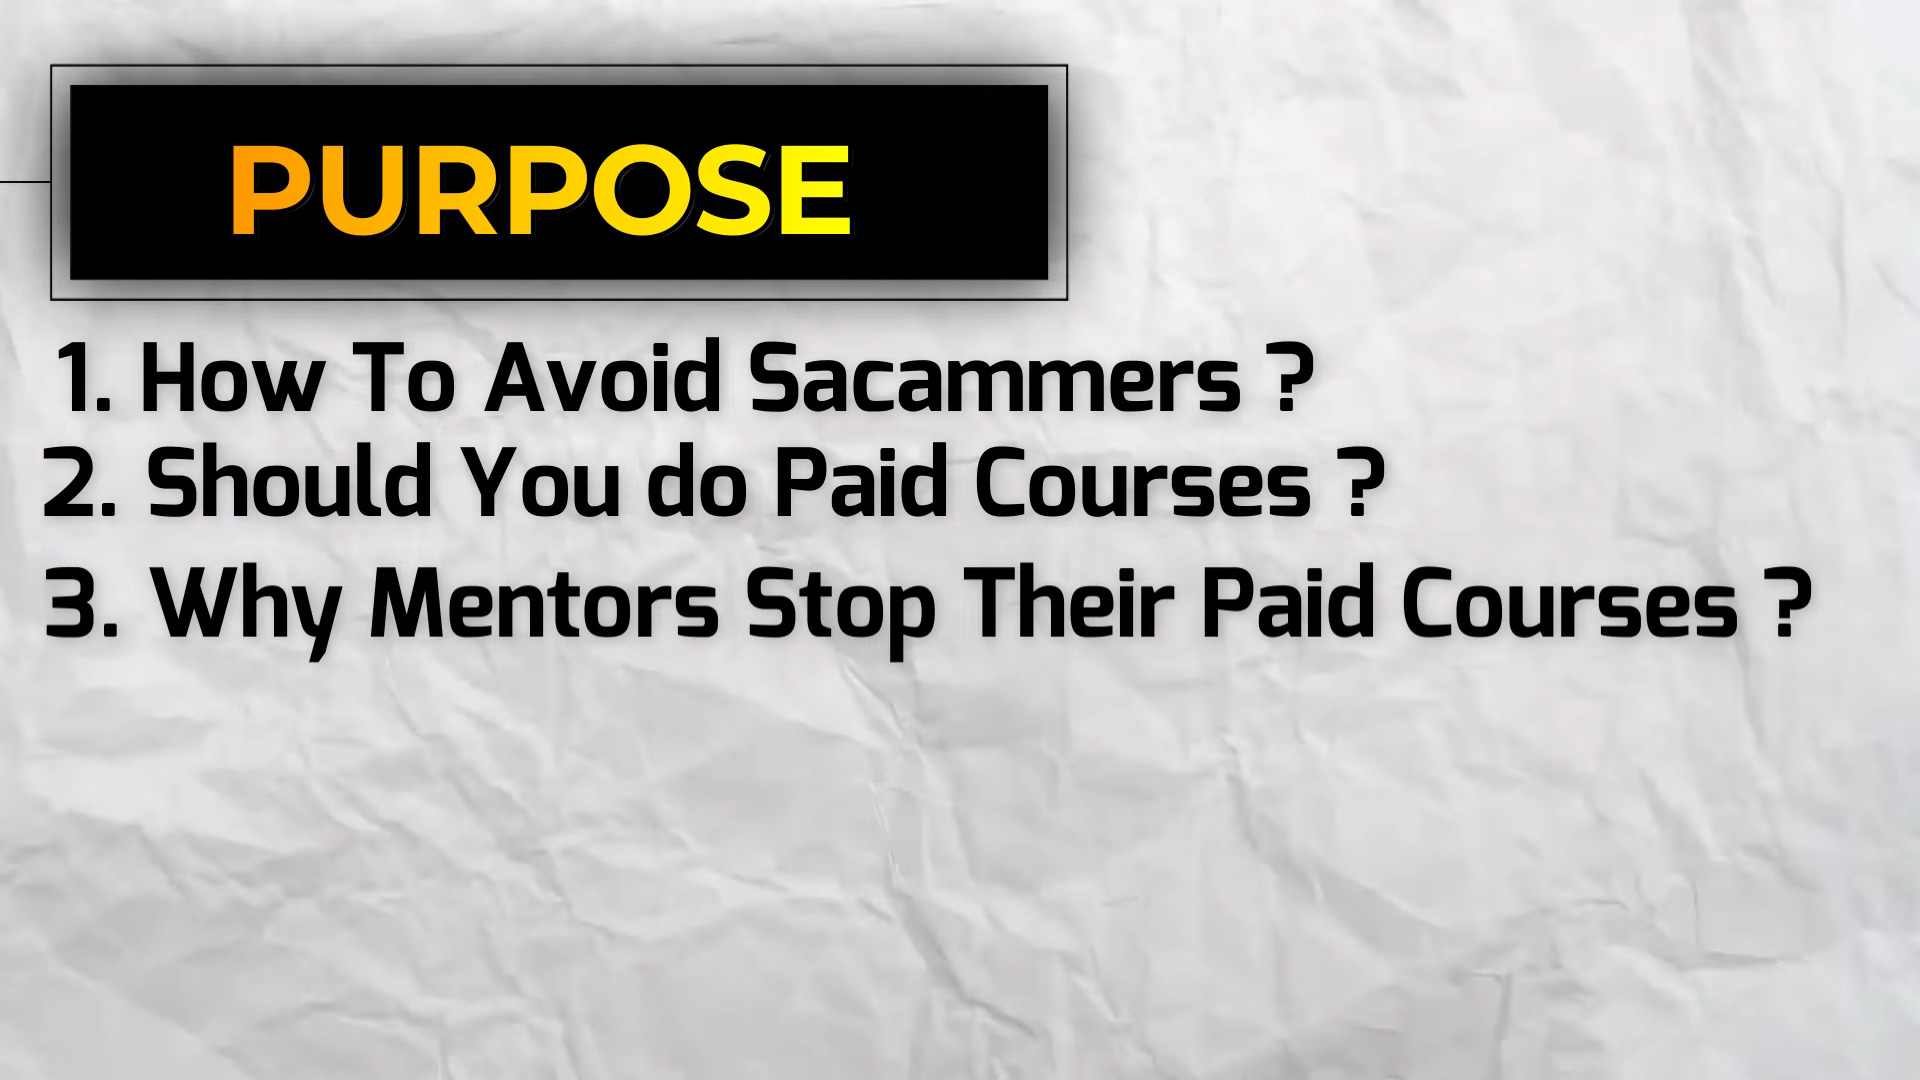 PURPOSE
1. How To Avoid Sacammers ?
2. Should You do Paid Courses ?
3. Why Mentors Stop Their Paid Courses ?